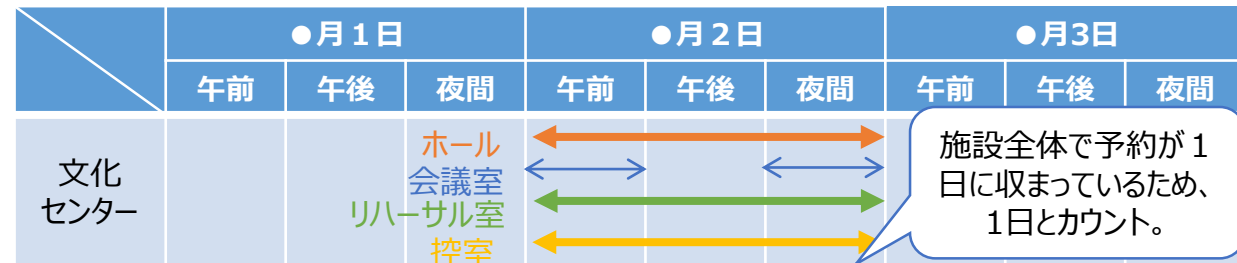 ●月１日 ●月２日 ●月3日
午前 午後 夜間 午前 午後 夜間 午前 午後 夜間
文化
センター
ホール
会議室
リハーサル室
控室
施設全体で予約が１
日に収まっているため、
1日とカウント。